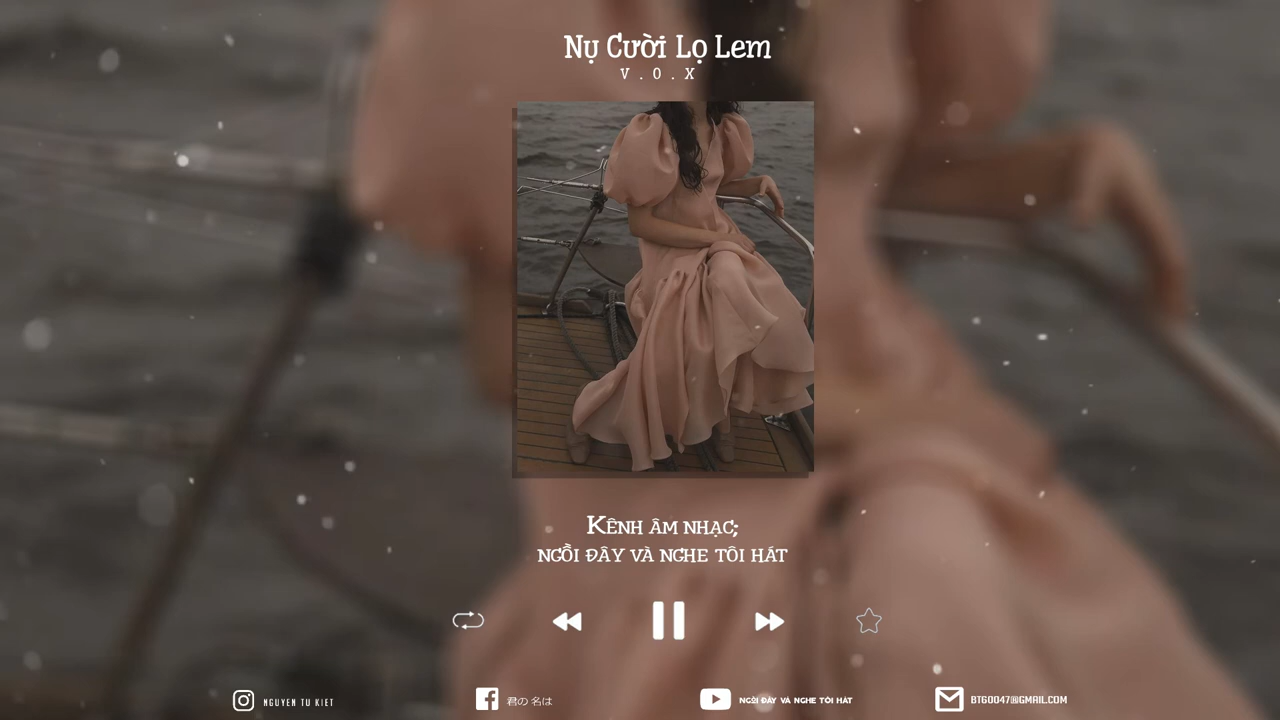 Nụ Cười Lọ Lem
V.O.X
KÊNH ÂM NHẠC;
NGỒI ĐÂY VÀ NGHE TÔI HÁT
NGUYEN TU KIET
君の 名は
NGỒI ĐÂY VÀ NGHE TÔI HÁT
BT60047@GMAIL.COM